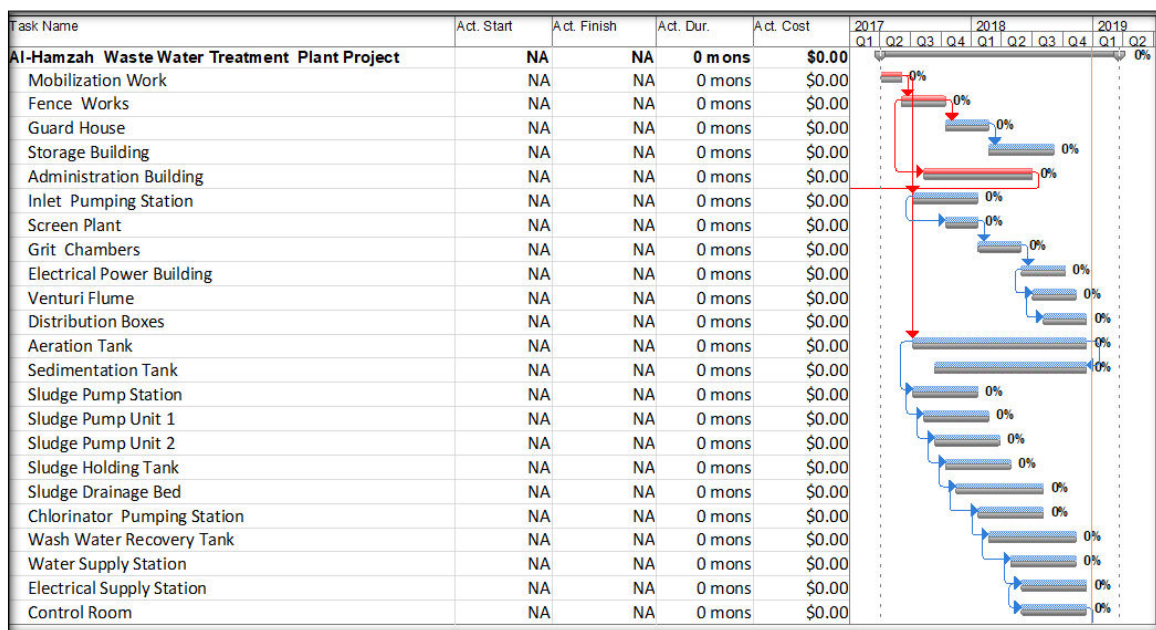 Task Name Act. Start Act. Finish Act. Dur. Act. Cost 2017 2018 2019
Q1 Q2 Q3 Q4 Q1 Q2 Q3 Q4 Q1 Q2
Al-Hamzah Waste Water Treatment Plant Project NA NA 0 mons $0.00 0%
Mobilization Work NA NA 0 mons $0.00 0%
Fence Works NA NA 0 mons $0.00 0%
Guard House NA NA 0 mons $0.00 0%
Storage Building NA NA 0 mons $0.00 0%
Administration Building NA NA 0 mons $0.00 0%
Inlet Pumping Station NA NA 0 mons $0.00 0%
Screen Plant NA NA 0 mons $0.00 0%
Grit Chambers NA NA 0 mons $0.00 0%
Electrical Power Building NA NA 0 mons $0.00 0%
Venturi Flume NA NA 0 mons $0.00 0%
Distribution Boxes NA NA 0 mons $0.00 0%
Aeration Tank NA NA 0 mons $0.00 0%
Sedimentation Tank NA NA 0 mons $0.00 0%
Sludge Pump Station NA NA 0 mons $0.00 0%
Sludge Pump Unit 1 NA NA 0 mons $0.00 0%
Sludge Pump Unit 2 NA NA 0 mons $0.00 0%
Sludge Holding Tank NA NA 0 mons $0.00 0%
Sludge Drainage Bed NA NA 0 mons $0.00 0%
Chlorinator Pumping Station NA NA 0 mons $0.00 0%
Wash Water Recovery Tank NA NA 0 mons $0.00 0%
Water Supply Station NA NA 0 mons $0.00 0%
Electrical Supply Station NA NA 0 mons $0.00 0%
Control Room NA NA 0 mons $0.00 0%